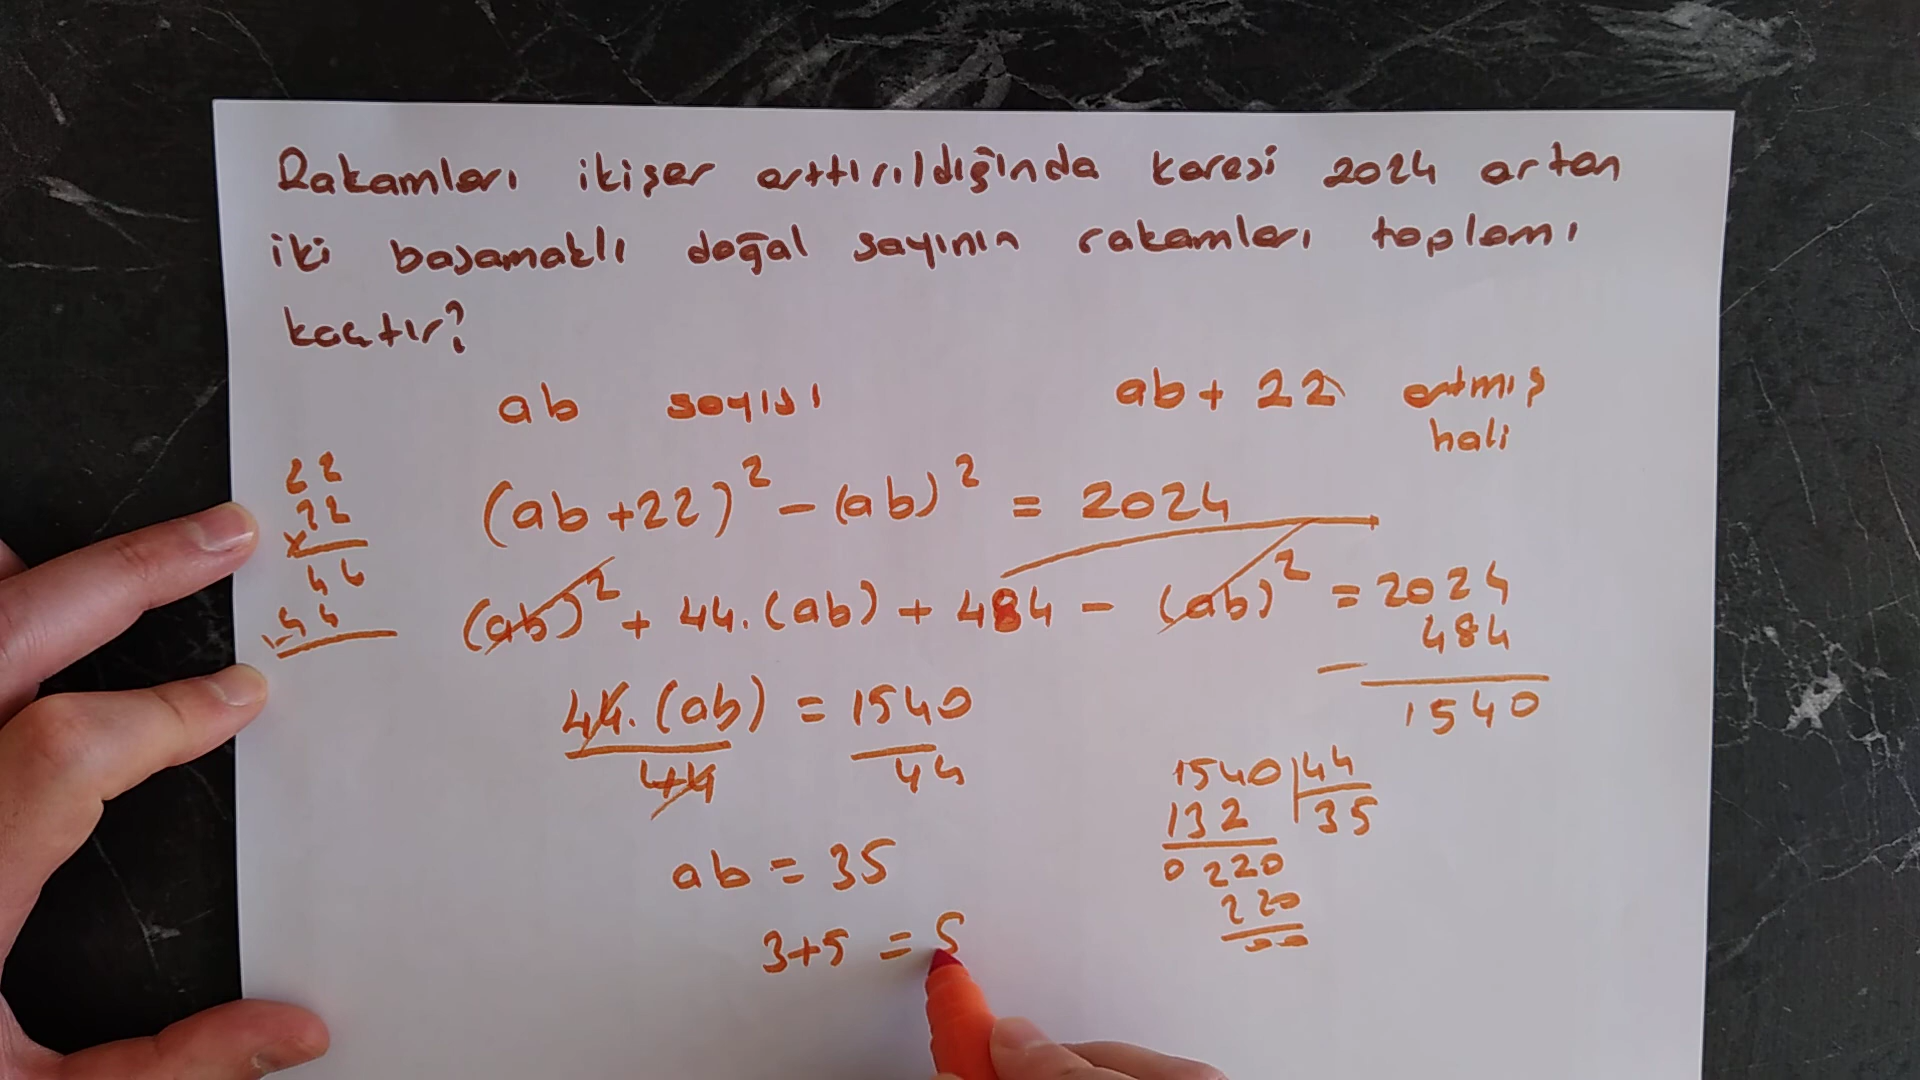 Rakamları ikişer arttırıldığında karesi 2024 artan
iki basamaklı doğal sayının rakamları toplamı
kaçtır?
ab sayısı
ab + 22 artmış
hali
22
22
x
44
44
(ab+22)² - (ab)² = 2024
(ab)² + 44.(ab) + 484 - (ab)² = 2024
484
-
1540
44.(ab) = 1540
44 44
1540 44
132 35
0220
220
00
ab = 35
3+5 =